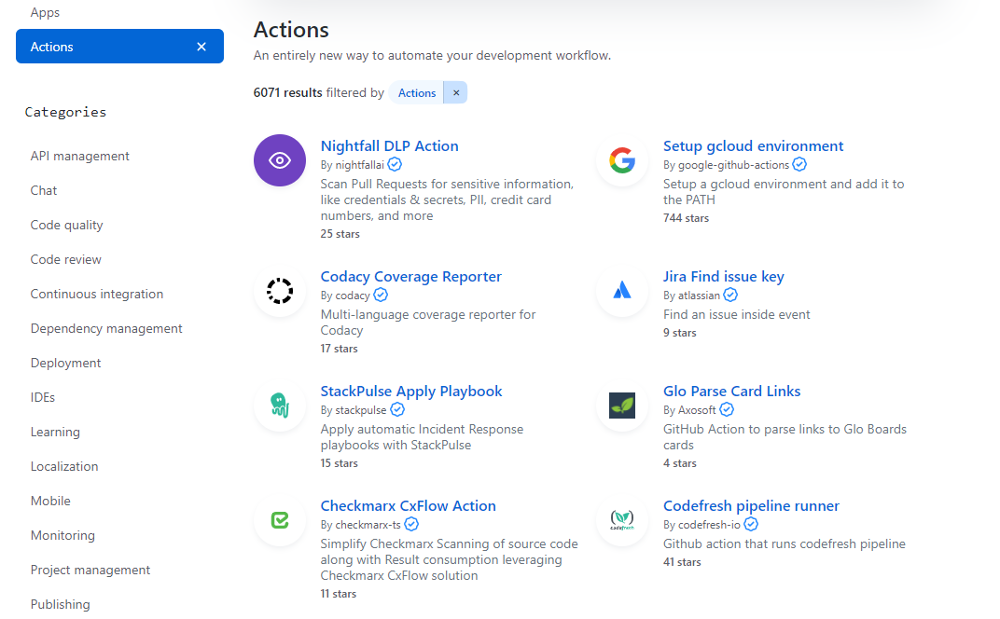 Apps
Actions
Categories
API management
Chat
Code quality
Code review
Continuous integration
Dependency management
Deployment
IDEs
Learning
Localization
Mobile
Monitoring
Project management
Publishing
Actions
An entirely new way to automate your development workflow.
6071 results filtered by Actions
Nightfall DLP Action
By nightfallai
Scan Pull Requests for sensitive information,
like credentials & secrets, PII, credit card
numbers, and more
25 stars
Setup gcloud environment
By google-github-actions
Setup a gcloud environment and add it to
the PATH
744 stars
Codacy Coverage Reporter
By codacy
Multi-language coverage reporter for
Codacy
17 stars
Jira Find issue key
By atlassian
Find an issue inside event
9 stars
StackPulse Apply Playbook
By stackpulse
Apply automatic Incident Response
playbooks with StackPulse
15 stars
Glo Parse Card Links
By Axosoft
GitHub Action to parse links to Glo Boards
cards
4 stars
Checkmarx CxFlow Action
By checkmarx-ts
Simplify Checkmarx Scanning of source code
along with Result consumption leveraging
Checkmarx CxFlow solution
11 stars
codefresh
Codefresh pipeline runner
By codefresh-io
Github action that runs codefresh pipeline
41 stars